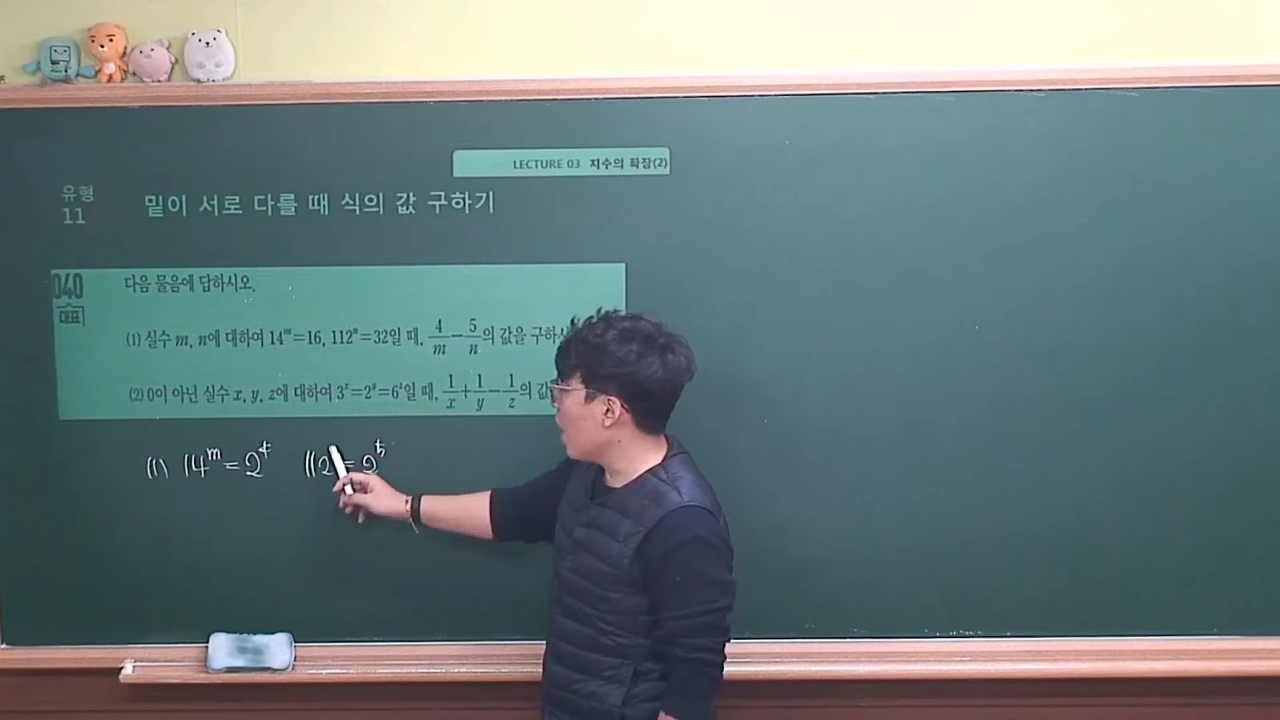 LECTURE 03 지수의 확장(2)
유형
11
밑이 서로 다를 때 식의 값 구하기
040
대표
다음 물음에 답하시오.
(1) 실수 m, n에 대하여 14^m=16, 112^n=32일 때, 4/m-5/n의 값을 구하
(2) 0이 아닌 실수 x, y, z에 대하여 3^x=2^y=6^z일 때, 1/x+1/y-1/z의 값
(1) 14^m=2^4 112 =2^5